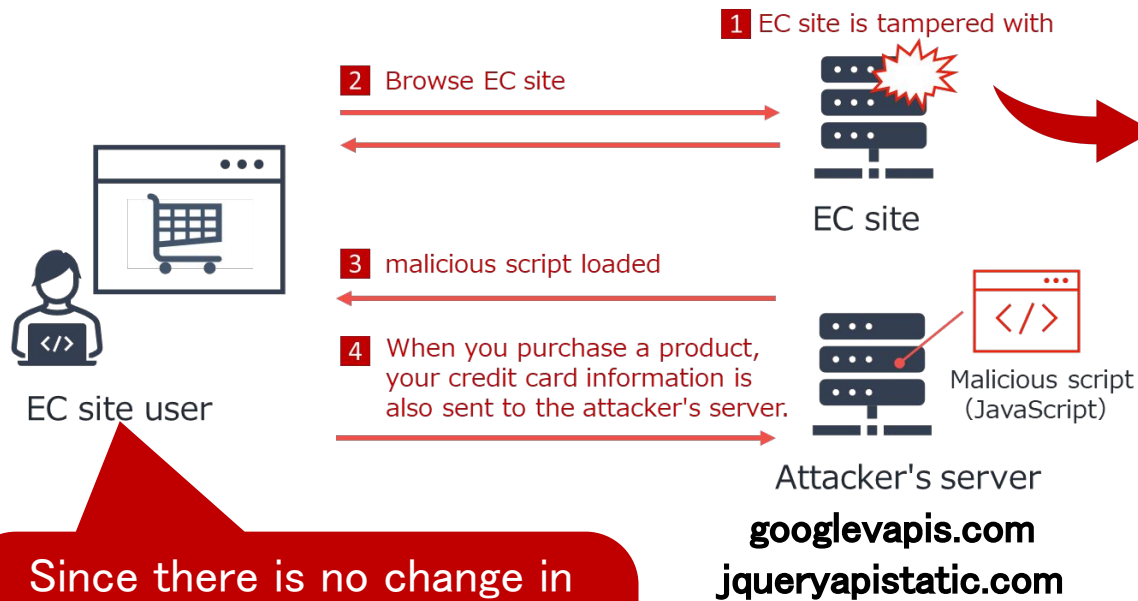 1 EC site is tampered with
2 Browse EC site
EC site
3 malicious script loaded
4 When you purchase a product,
your credit card information is
also sent to the attacker's server.
</>
</>
Malicious script
(JavaScript)
EC site user
Attacker's server
googlevapis.com
jqueryapistatic.com
Since there is no change in